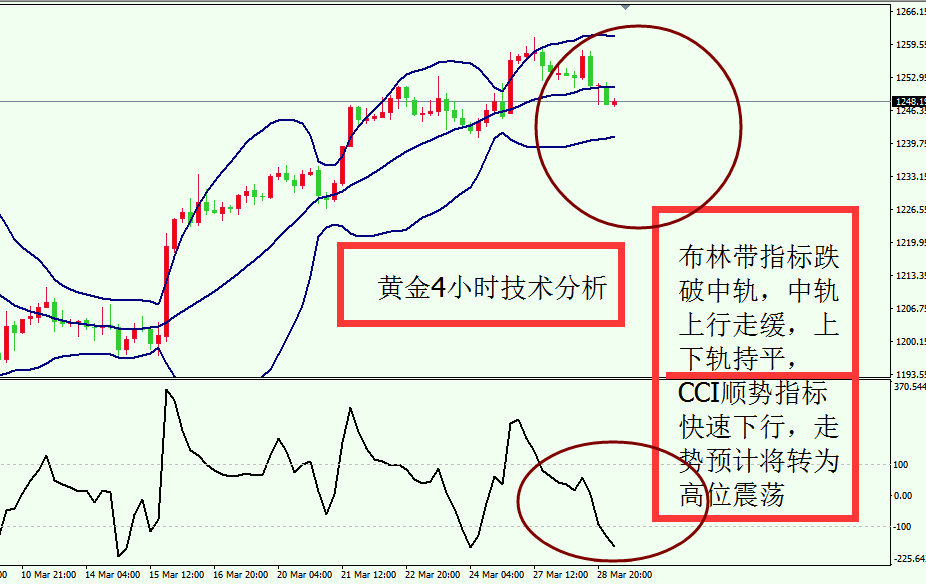 1266.15
1259.55
1252.95
1248.19
1246.35
1239.75
1233.15
1226.55
1219.95
1213.35
1206.75
1200.15
1193.55
黄金4小时技术分析
布林带指标跌
破中轨，中轨
上行走缓，上
下轨持平，
CCI顺势指标
快速下行，走
势预计将转为
高位震荡
370.544
100
0.00
-100
10 Mar 21:00
14 Mar 04:00
15 Mar 12:00
16 Mar 20:00
20 Mar 04:00
21 Mar 12:00
22 Mar 20:00
24 Mar 04:00
27 Mar 12:00
28 Mar 20:00